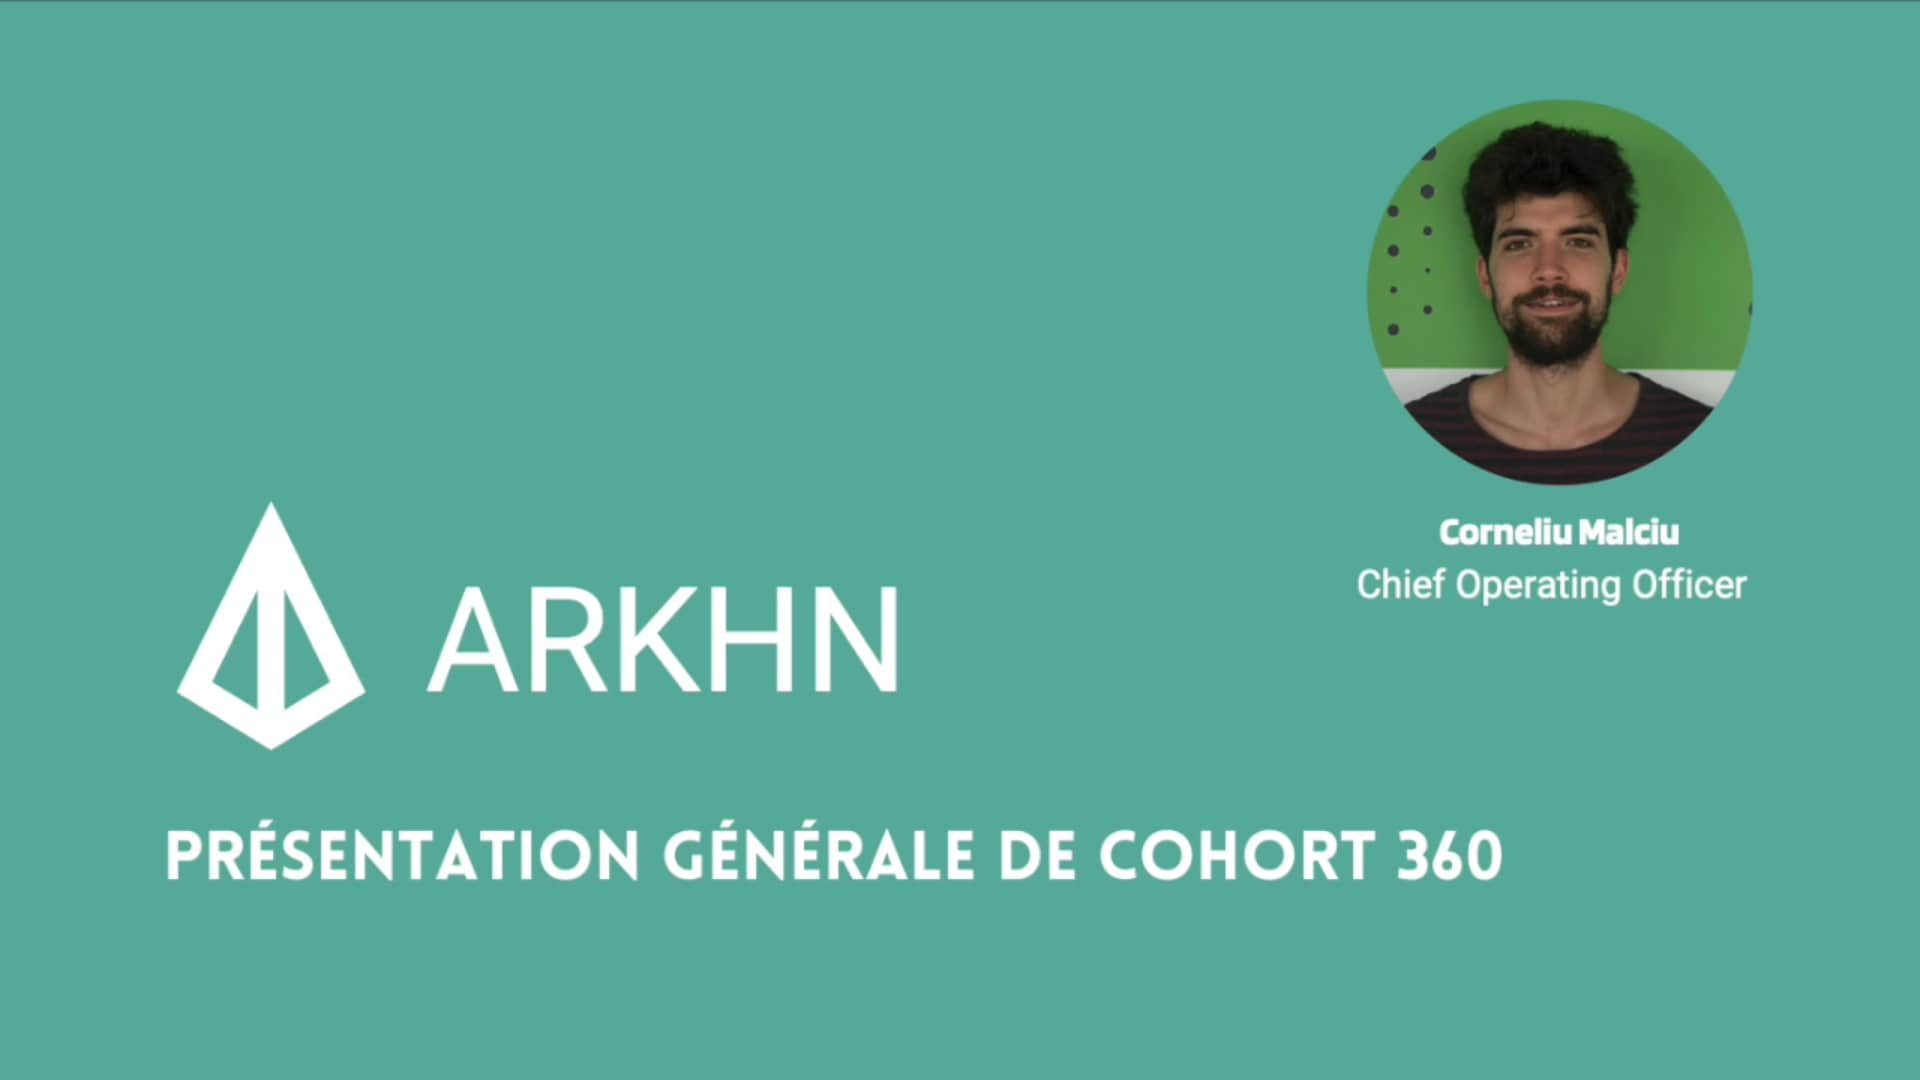 Corneliu Malciu
Chief Operating Officer
ARKHN
PRÉSENTATION GÉNÉRALE DE COHORT 360